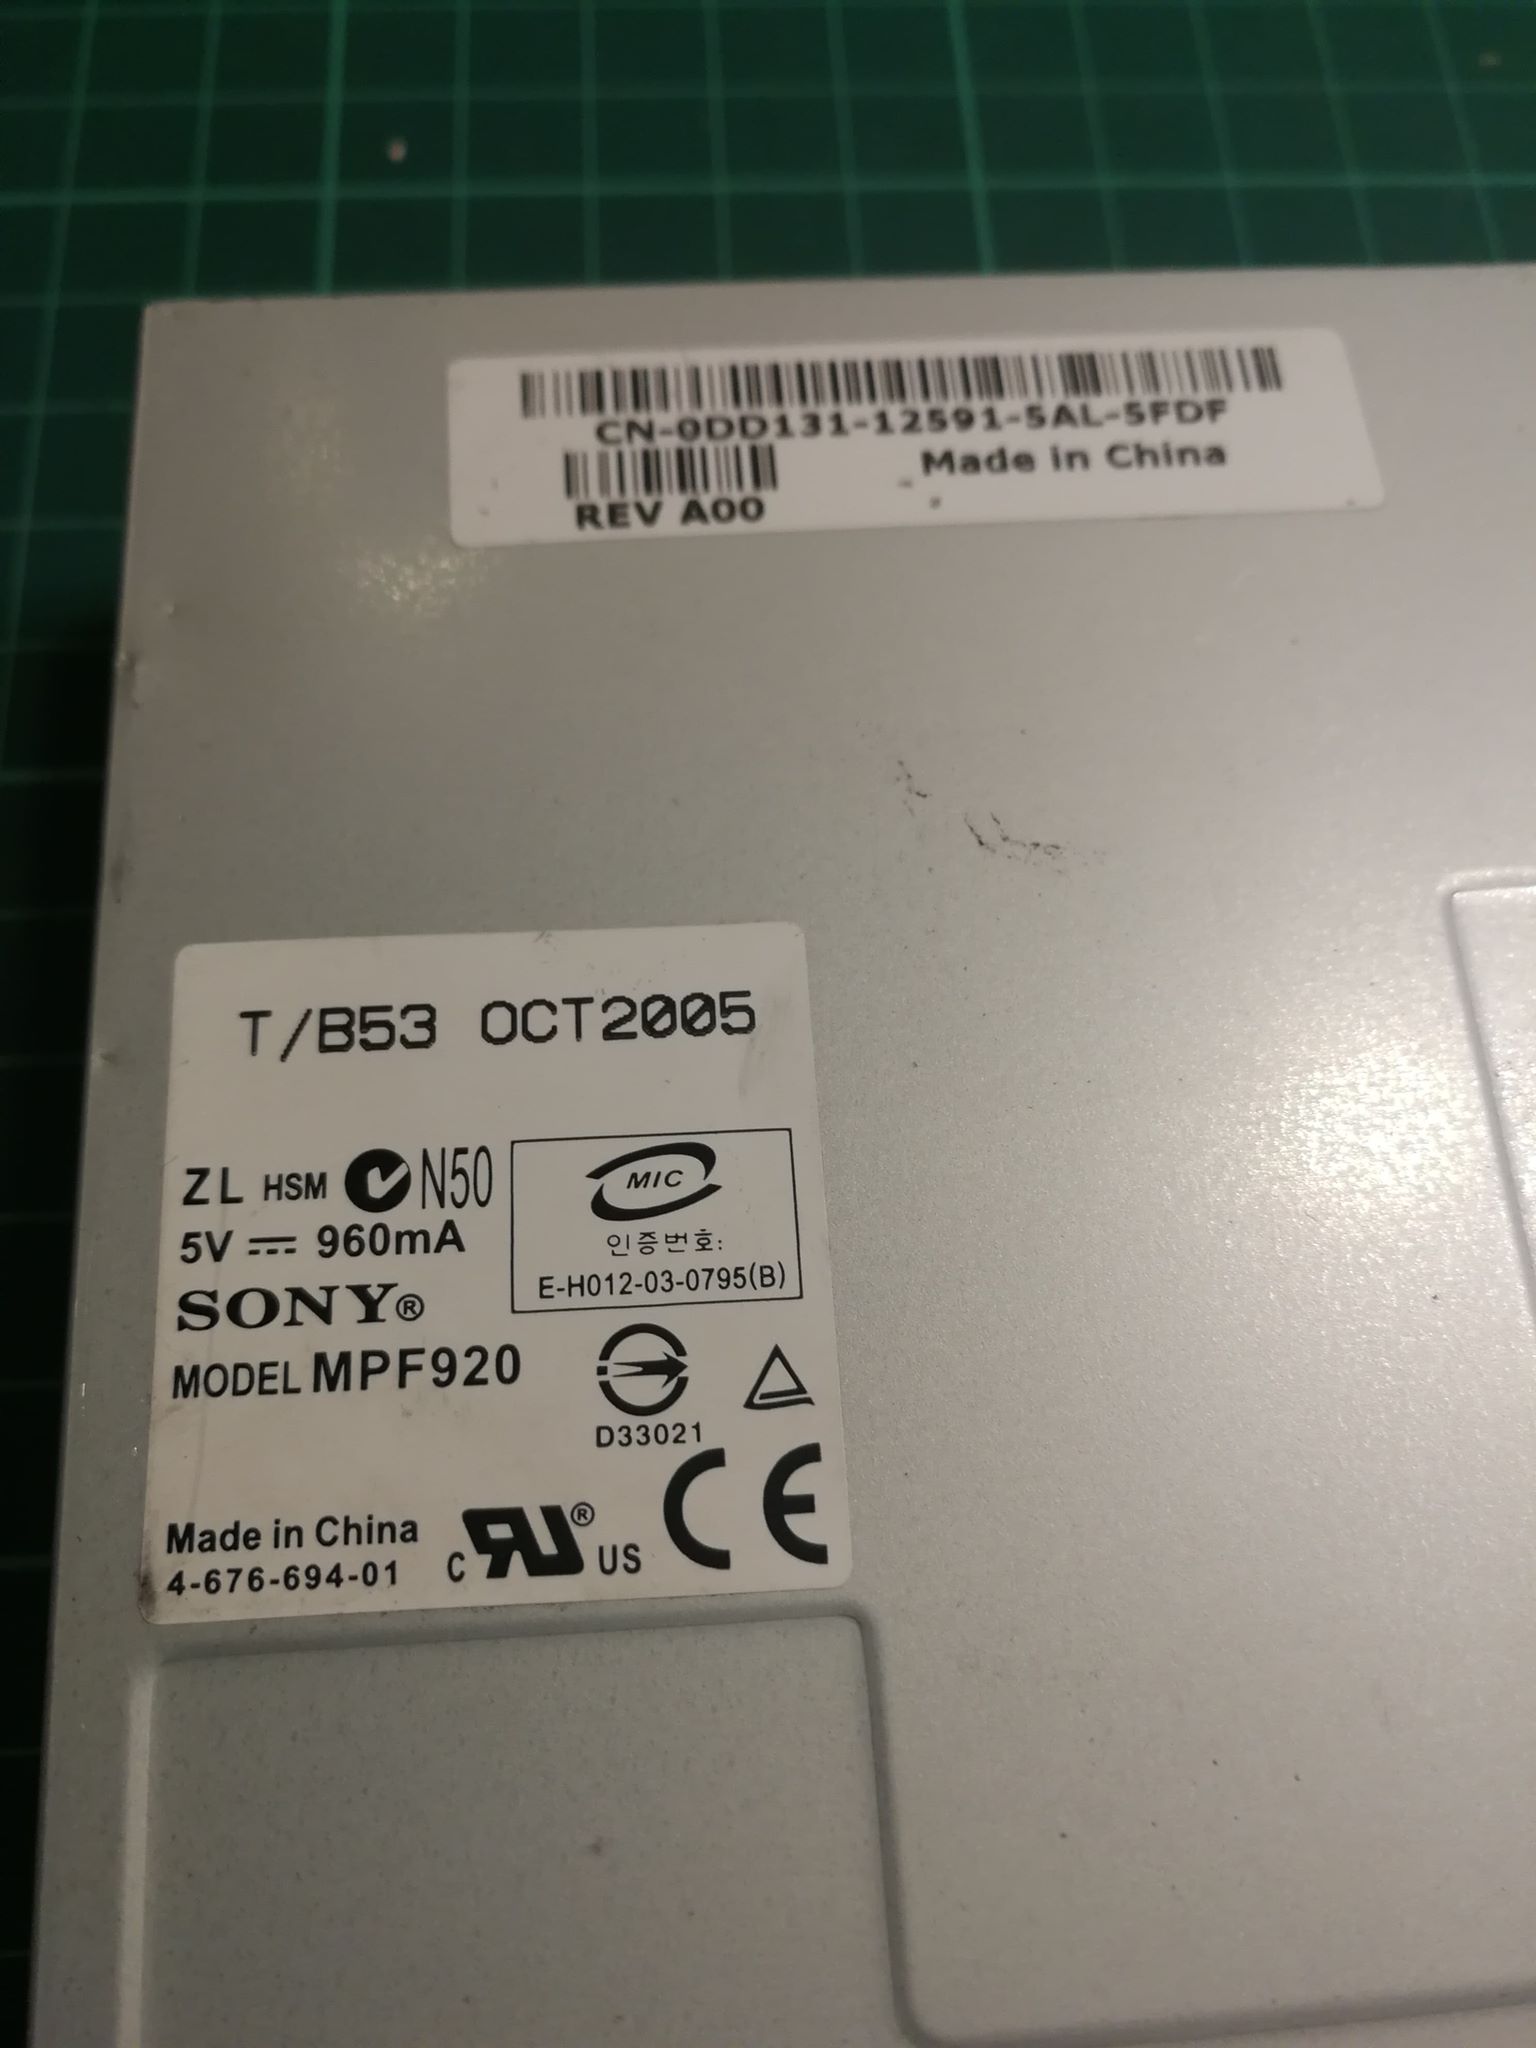 CN-0DD131-12591-5AL-5FDF
Made in China
REV A00
T/B53 OCT2005
ZL HSM N50
5V 960mA
SONY®
MODEL MPF920
MIC
인증번호:
E-H012-03-0795(B)
D33021
Made in China
4-676-694-01
C RU® US
CE